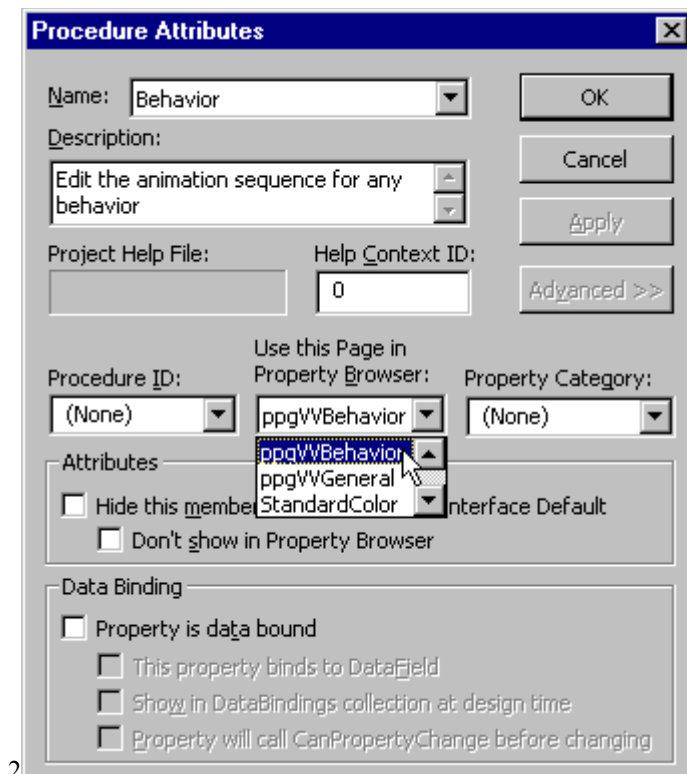 Procedure Attributes
Name: Behavior
OK
Description:
Edit the animation sequence for any
behavior
Cancel
Apply
Project Help File:
Help Context ID:
0
Advanced >>
Procedure ID:
Use this Page in
Property Browser:
Property Category:
(None)
ppgVVBehavior
(None)
ppgVVBehavior
ppgVVGeneral
StandardColor
Attributes
Hide this member
nterface Default
Don't show in Property Browser
Data Binding
Property is data bound
This property binds to DataField
Show in DataBindings collection at design time
Property will call CanPropertyChange before changing
2